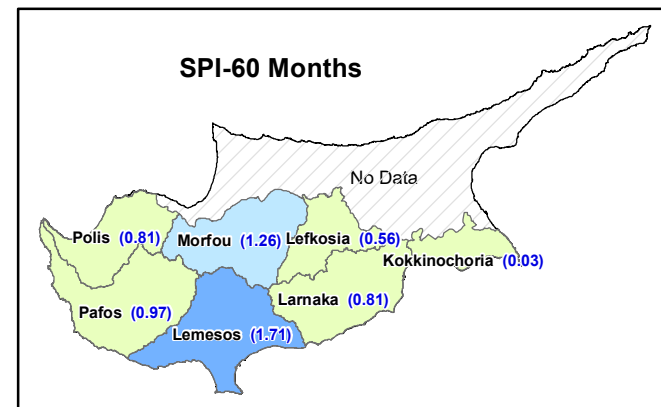 SPI-60 Months
No Data
Polis (0.81)
Morfou (1.26)
Lefkosia (0.56)
Kokkinochoria (0.03)
Pafos (0.97)
Larnaka (0.81)
Lemesos (1.71)